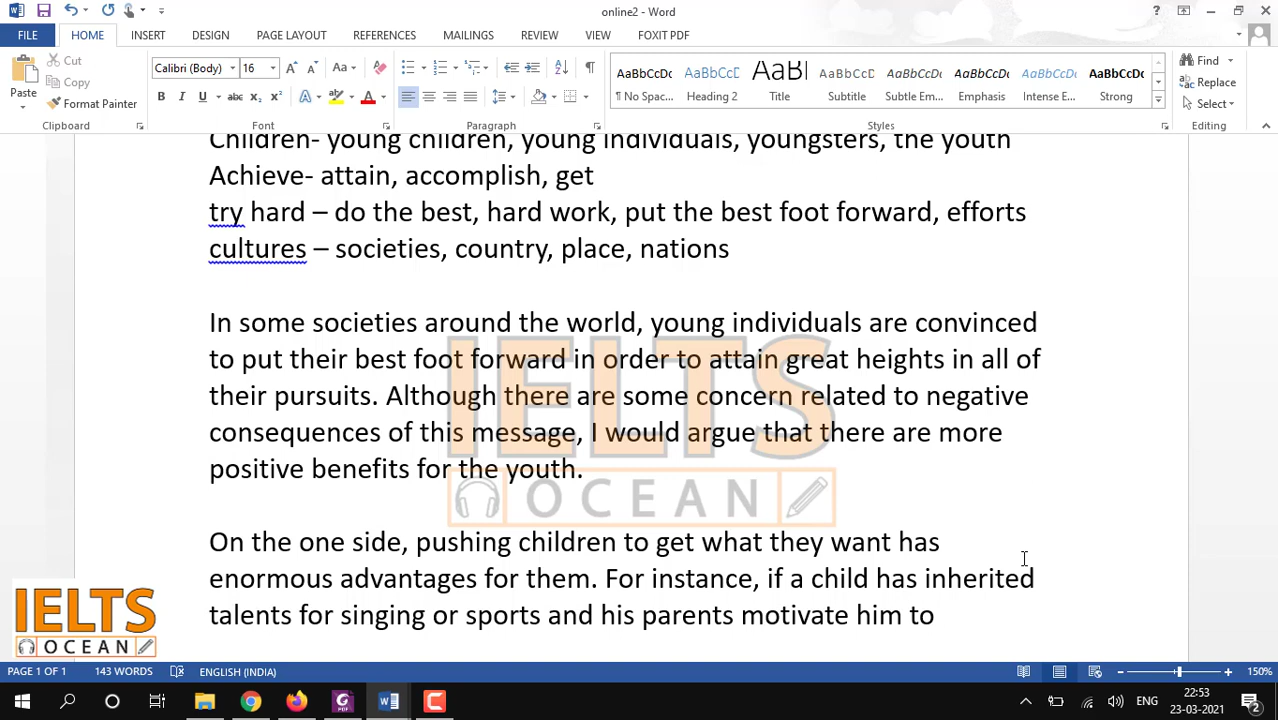 online2 - Word
FILE HOME INSERT DESIGN PAGE LAYOUT REFERENCES MAILINGS REVIEW VIEW FOXIT PDF
Paste
Cut
Copy
Format Painter
Calibri (Body) 16
Clipboard
Font
Paragraph
AaBbCcDc AaBbCcDc AaBl AaBbCcDc AaBbCcDc AaBbCcDc AaBbCcDc AaBbCcDc
¶ No Spac... Heading 2 Title Subtitle Subtle Em... Emphasis Intense E... Strong
Styles
Find
Replace
Select
Editing
Children- young children, young individuals, youngsters, the youth
Achieve- attain, accomplish, get
try hard – do the best, hard work, put the best foot forward, efforts
cultures – societies, country, place, nations
In some societies around the world, young individuals are convinced
to put their best foot forward in order to attain great heights in all of
their pursuits. Although there are some concern related to negative
consequences of this message, I would argue that there are more
positive benefits for the youth.
On the one side, pushing children to get what they want has
enormous advantages for them. For instance, if a child has inherited
talents for singing or sports and his parents motivate him to
IELTS
OCEAN
IELTS
OCEAN
PAGE 1 OF 1 143 WORDS ENGLISH (INDIA) 150%
ENG
22:53
23-03-2021
2